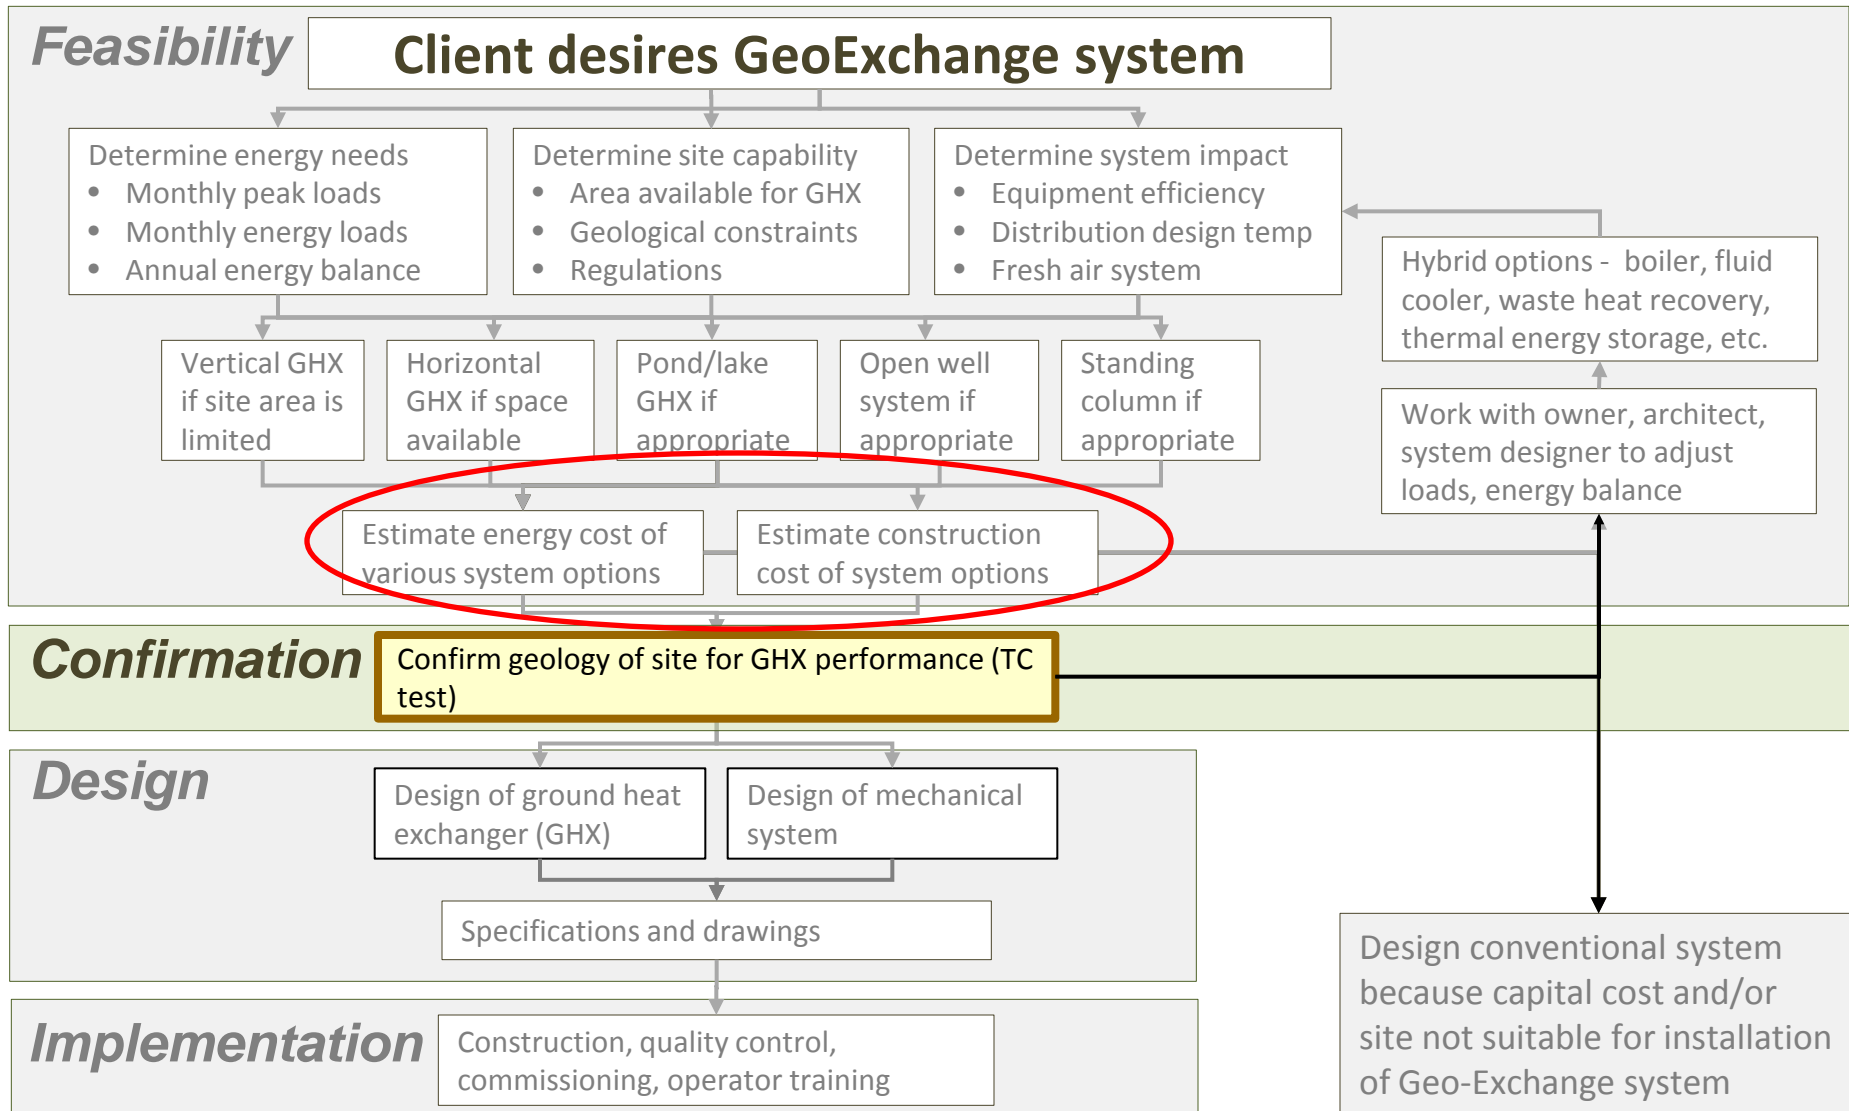 Feasibility
Client desires GeoExchange system
Determine energy needs
• Monthly peak loads
• Monthly energy loads
• Annual energy balance
Determine site capability
• Area available for GHX
• Geological constraints
• Regulations
Determine system impact
• Equipment efficiency
• Distribution design temp
• Fresh air system
Hybrid options - boiler, fluid
cooler, waste heat recovery,
thermal energy storage, etc.
Vertical GHX
if site area is
limited
Horizontal
GHX if space
available
Pond/lake
GHX if
appropriate
Open well
system if
appropriate
Standing
column if
appropriate
Work with owner, architect,
system designer to adjust
loads, energy balance
Estimate energy cost of
various system options
Estimate construction
cost of system options
Confirmation
Confirm geology of site for GHX performance (TC
test)
Design
Design of ground heat
exchanger (GHX)
Design of mechanical
system
Specifications and drawings
Design conventional system
because capital cost and/or
site not suitable for installation
of Geo-Exchange system
Implementation
Construction, quality control,
commissioning, operator training